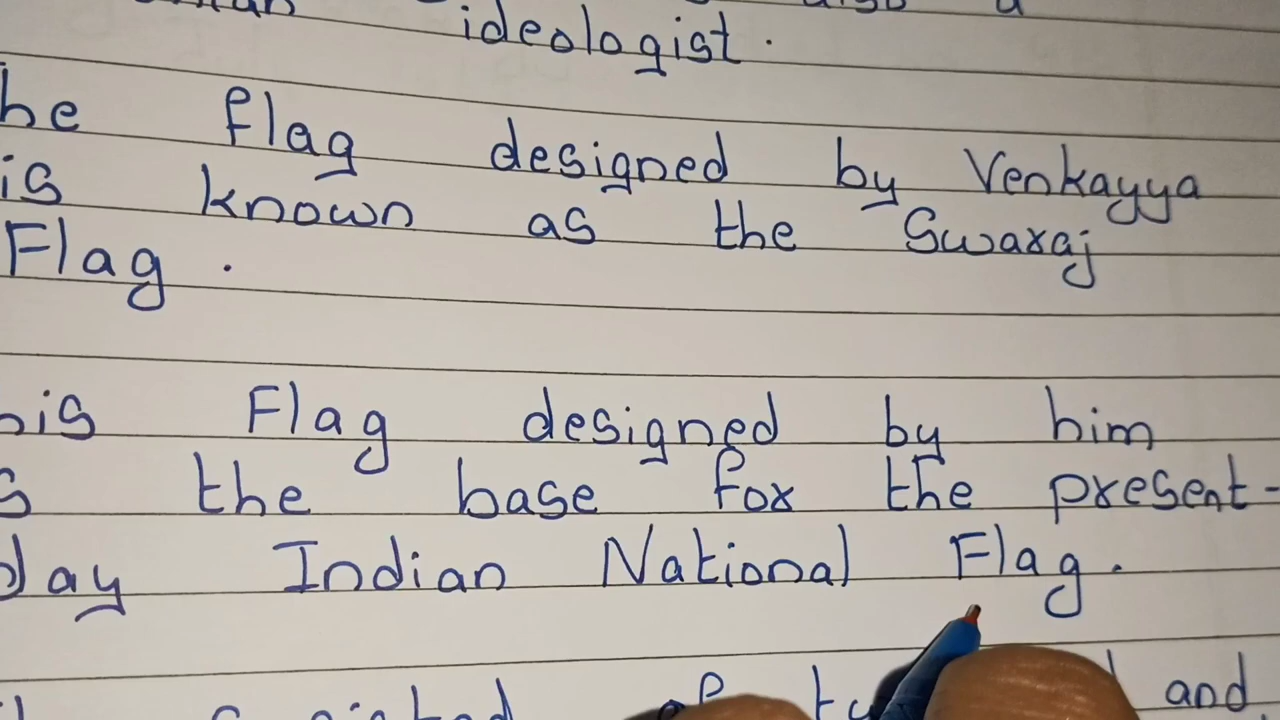 ideologist.
he flag designed by Venkayya
is known as the Swaraj
Flag.
his Flag designed by him
s the base for the present-
day Indian National Flag.
of and